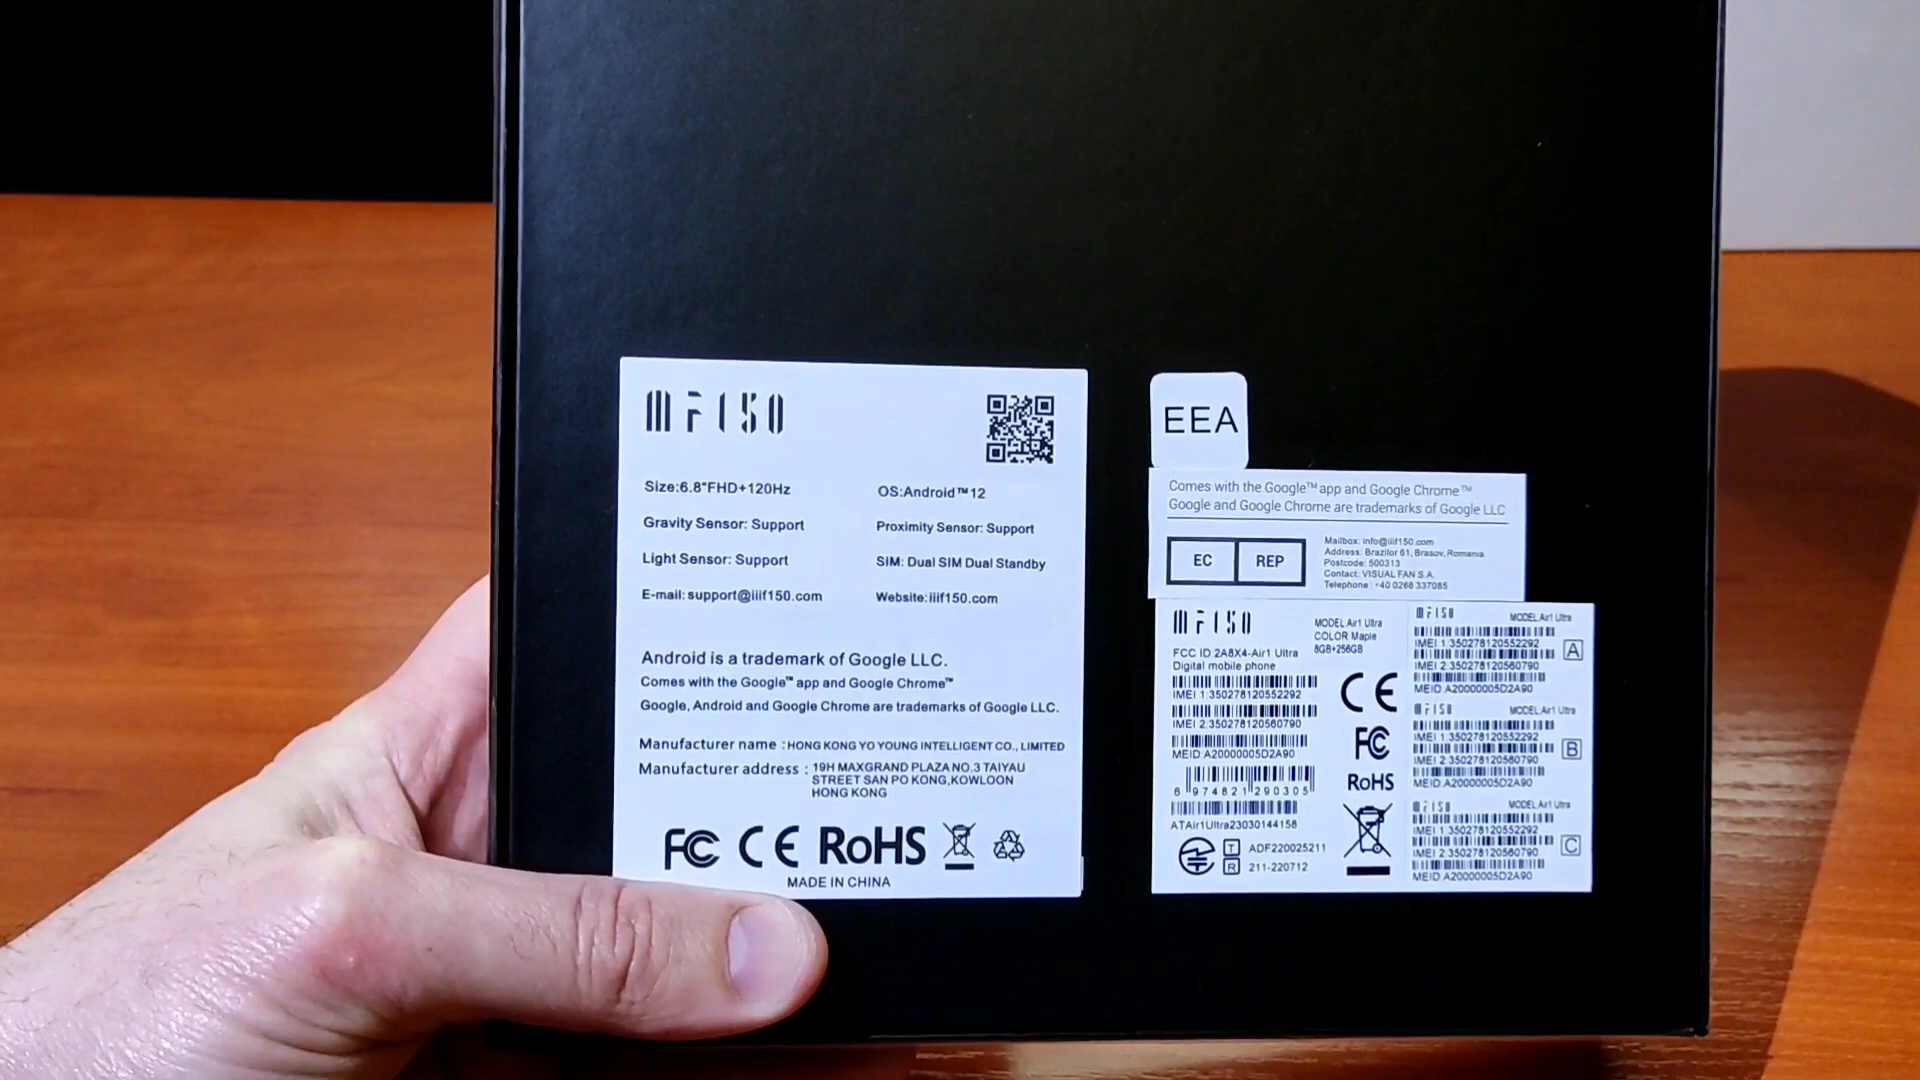 IIIF150
Size:6.8"FHD+120Hz
OS:Android™12
Gravity Sensor: Support
Proximity Sensor: Support
Light Sensor: Support
SIM: Dual SIM Dual Standby
E-mail: support@iiif150.com
Website:iiif150.com
Android is a trademark of Google LLC.
Comes with the Google™ app and Google Chrome™
Google, Android and Google Chrome are trademarks of Google LLC.
Manufacturer name : HONG KONG YO YOUNG INTELLIGENT CO., LIMITED
Manufacturer address : 19H MAXGRAND PLAZA NO.3 TAIYAU
STREET SAN PO KONG,KOWLOON
HONG KONG
FC CE RoHS
MADE IN CHINA
EEA
Comes with the Google™ app and Google Chrome™
Google and Google Chrome are trademarks of Google LLC
EC REP
Mailbox: info@iiif150.com
Address: Brazilor 61, Brasov, Romania
Postcode: 500313
Contact: VISUAL FAN S.A.
Telephone: +40 0268 337085
IIIF150
MODEL Air1 Ultra
COLOR Maple
8GB+256GB
FCC ID 2A8X4-Air1 Ultra
Digital mobile phone
IMEI 1:350278120552292
IMEI 2:350278120560790
MEID:A20000005D2A90
6 974821 290305
ATAir1Ultra23030144158
T ADF220025211
R 211-220712
CE
FC
RoHS
IIIF150 MODEL Air1 Ultra
IMEI 1:350278120552292
IMEI 2:350278120560790
MEID:A20000005D2A90
A
IIIF150 MODEL Air1 Ultra
IMEI 1:350278120552292
IMEI 2:350278120560790
MEID:A20000005D2A90
B
IIIF150 MODEL Air1 Ultra
IMEI 1:350278120552292
IMEI 2:350278120560790
MEID:A20000005D2A90
C